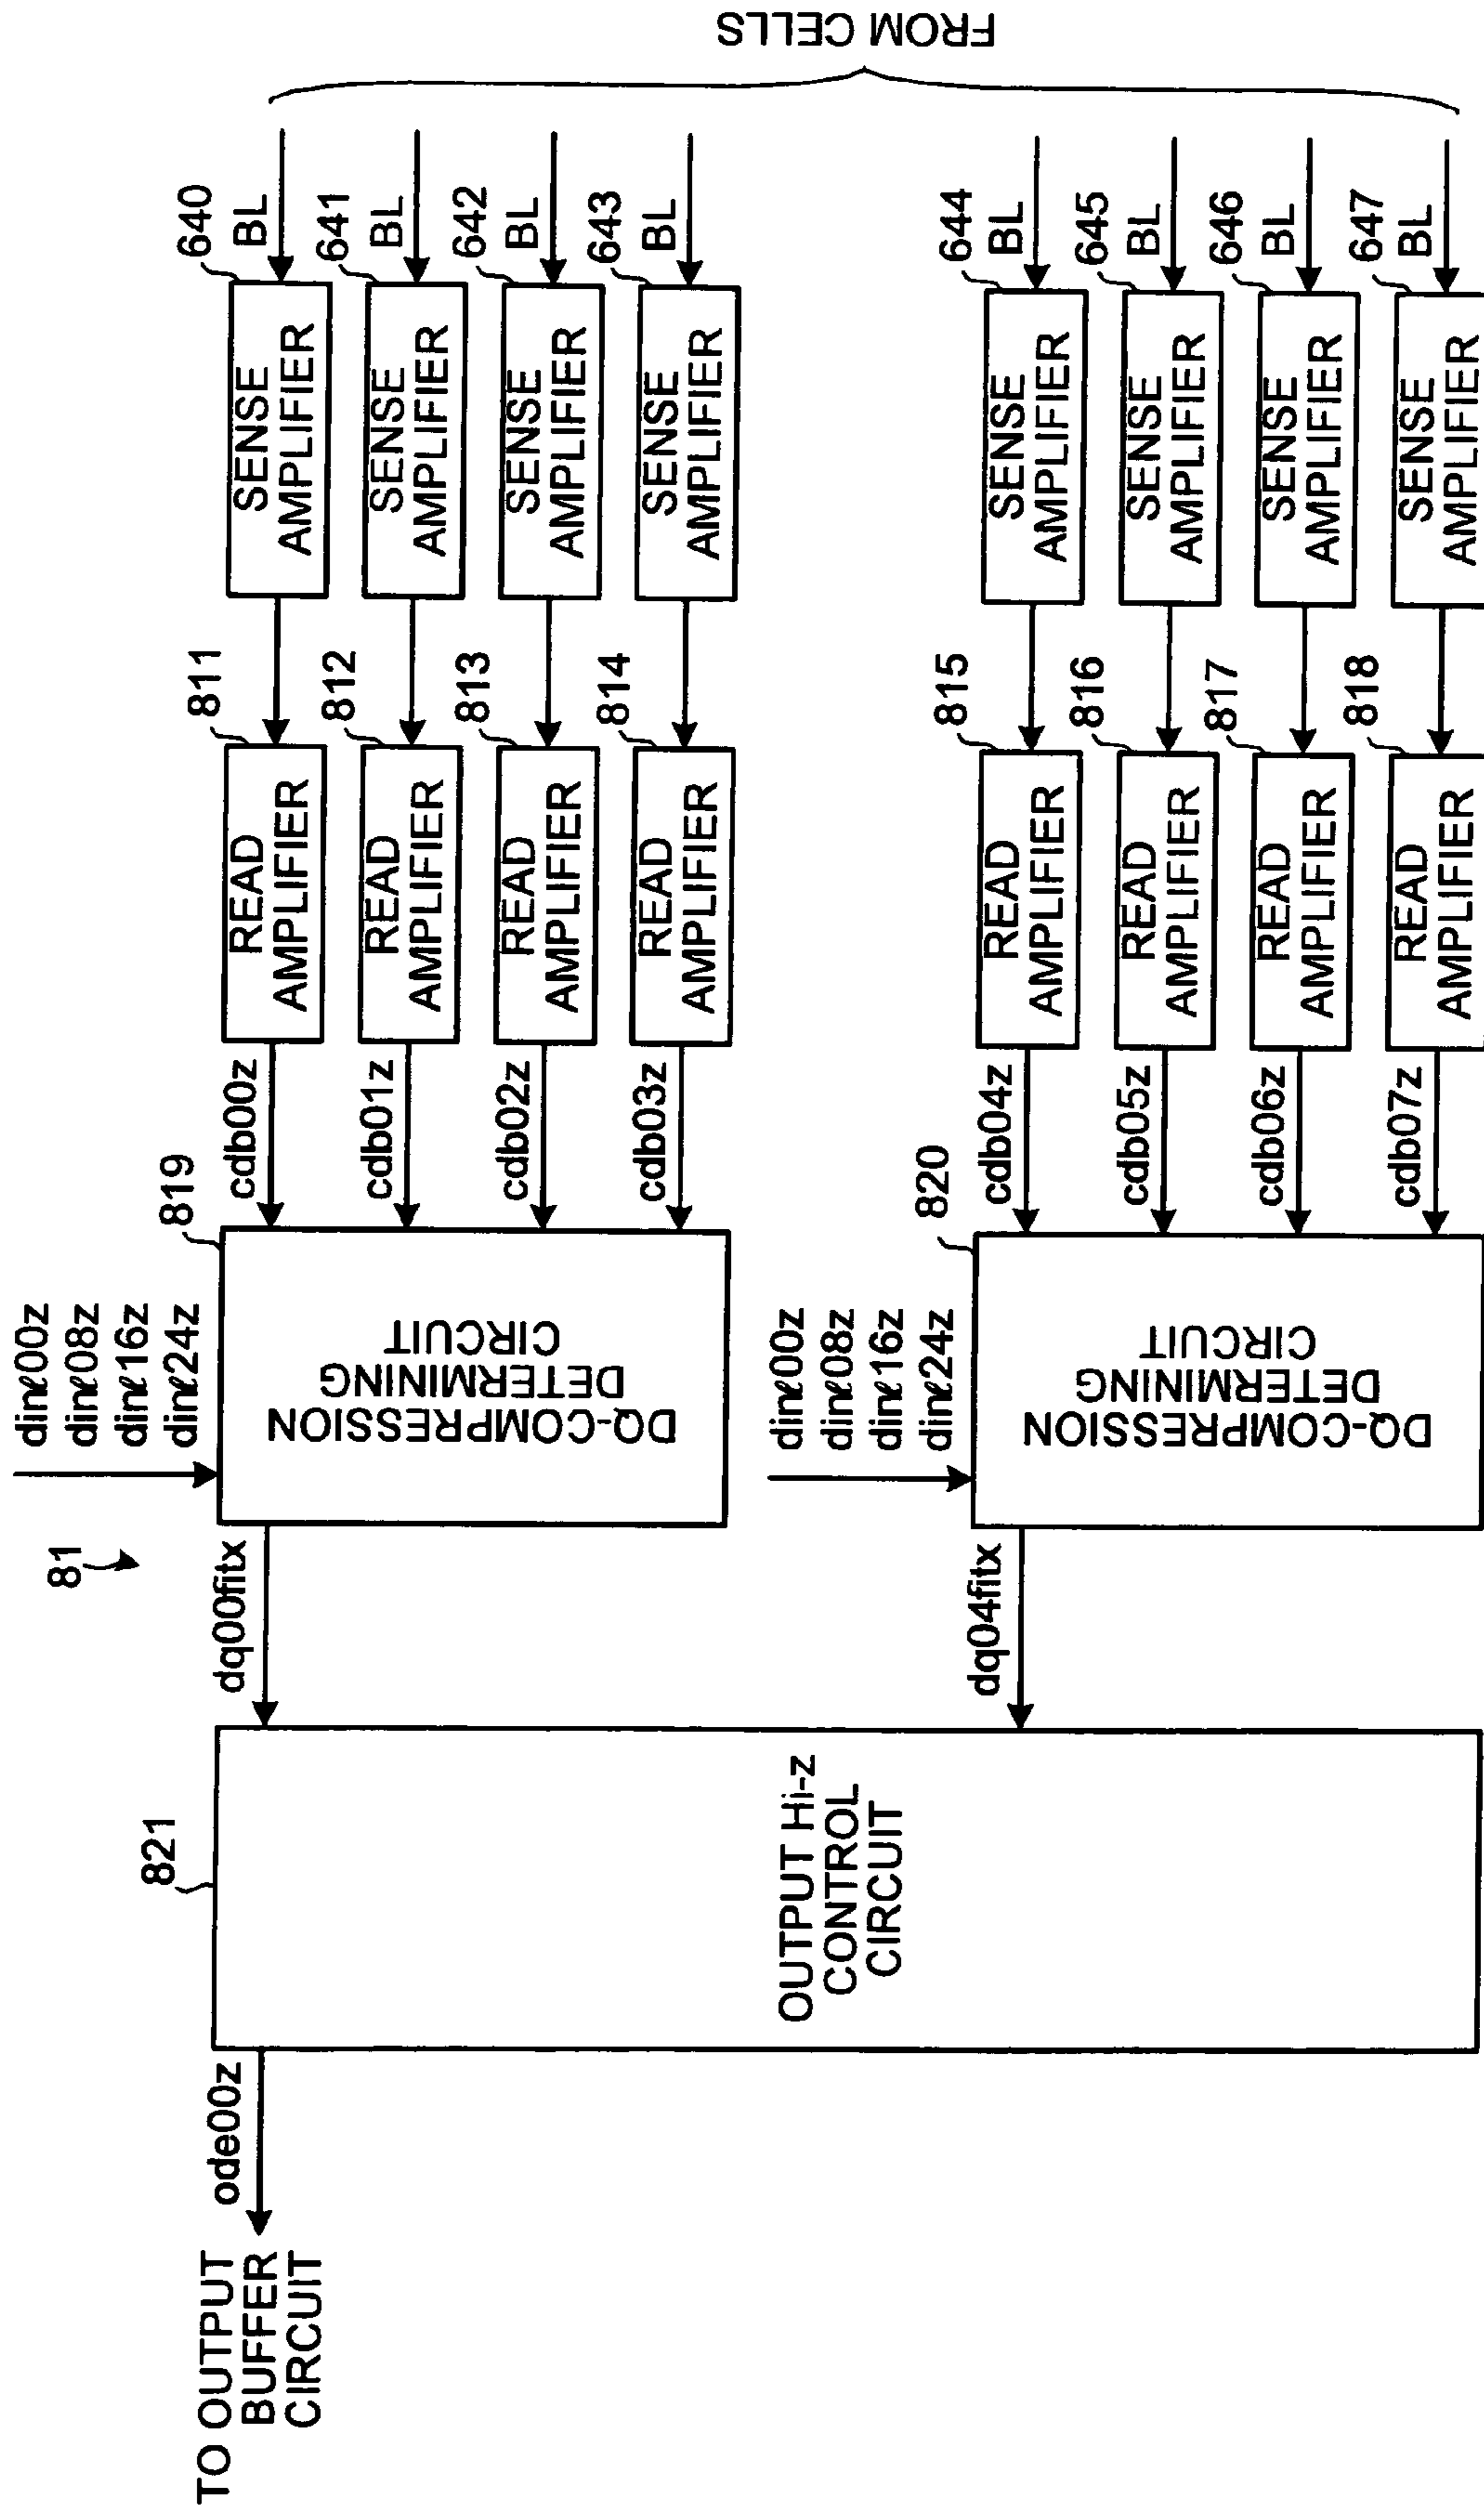 FROM CELLS
640
BL
641
BL
642
BL
643
BL
644
BL
645
BL
646
BL
647
BL
SENSE
AMPLIFIER
SENSE
AMPLIFIER
SENSE
AMPLIFIER
SENSE
AMPLIFIER
SENSE
AMPLIFIER
SENSE
AMPLIFIER
SENSE
AMPLIFIER
SENSE
AMPLIFIER
811
812
813
814
815
816
817
818
READ
AMPLIFIER
READ
AMPLIFIER
READ
AMPLIFIER
READ
AMPLIFIER
READ
AMPLIFIER
READ
AMPLIFIER
READ
AMPLIFIER
READ
AMPLIFIER
cdb00z
cdb01z
cdb02z
cdb03z
cdb04z
cdb05z
cdb06z
cdb07z
819
dinℓ00z
dinℓ08z
dinℓ16z
dinℓ24z
DQ-COMPRESSION
DETERMINING
CIRCUIT
820
dinℓ00z
dinℓ08z
dinℓ16z
dinℓ24z
DQ-COMPRESSION
DETERMINING
CIRCUIT
81
dq00fitx
dq04fitx
821
OUTPUT Hi-z
CONTROL
CIRCUIT
ode00z
TO OUTPUT
BUFFER
CIRCUIT